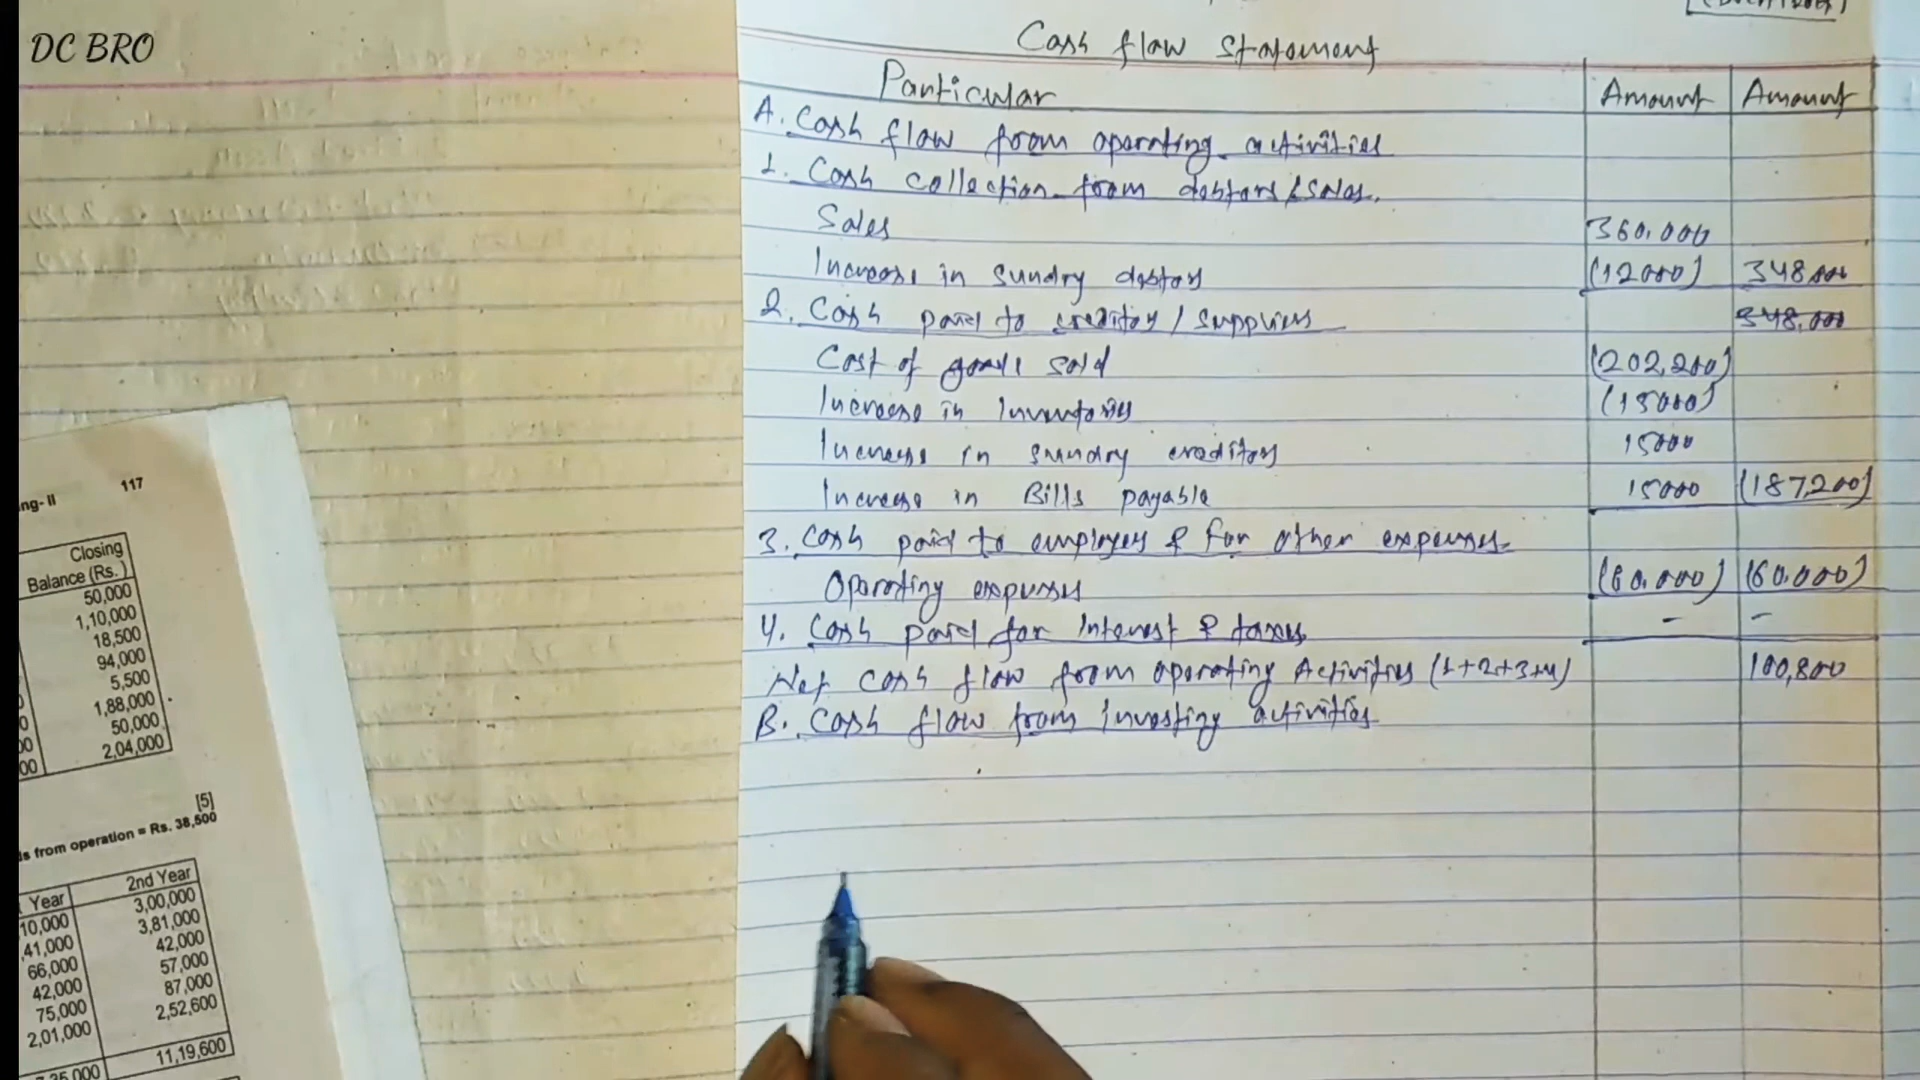 DC BRO
ng- II 117
Closing
Balance (Rs.)
50,000
1,10,000
18,500
94,000
5,500
1,88,000
50,000
00 2,04,000
[5]
s from operation = Rs. 38,500
Year 2nd Year
10,000 3,00,000
41,000 3,81,000
66,000 42,000
42,000 57,000
75,000 87,000
2,01,000 2,52,600
25,000 11,19,600
Cash flow statement
Particular Amount Amount
A. Cash flow from operating activities
1. Cash collection from debtors/sales.
Sales 360,000
Increase in sundry debtors (12000) 348000
2. Cash paid to creditors/suppliers 348,000
Cost of goods sold (202,200)
Increase in Inventories (15000)
Increase in sundry creditors 15000
Increase in Bills payable 15000 (187,200)
3. Cash paid to employees & for other expenses.
Operating expenses (60,000) (60,000)
4. Cash paid for Interest & taxes - -
Net cash flow from operating Activities (1+2+3+4) 100,800
B. Cash flow from investing activities